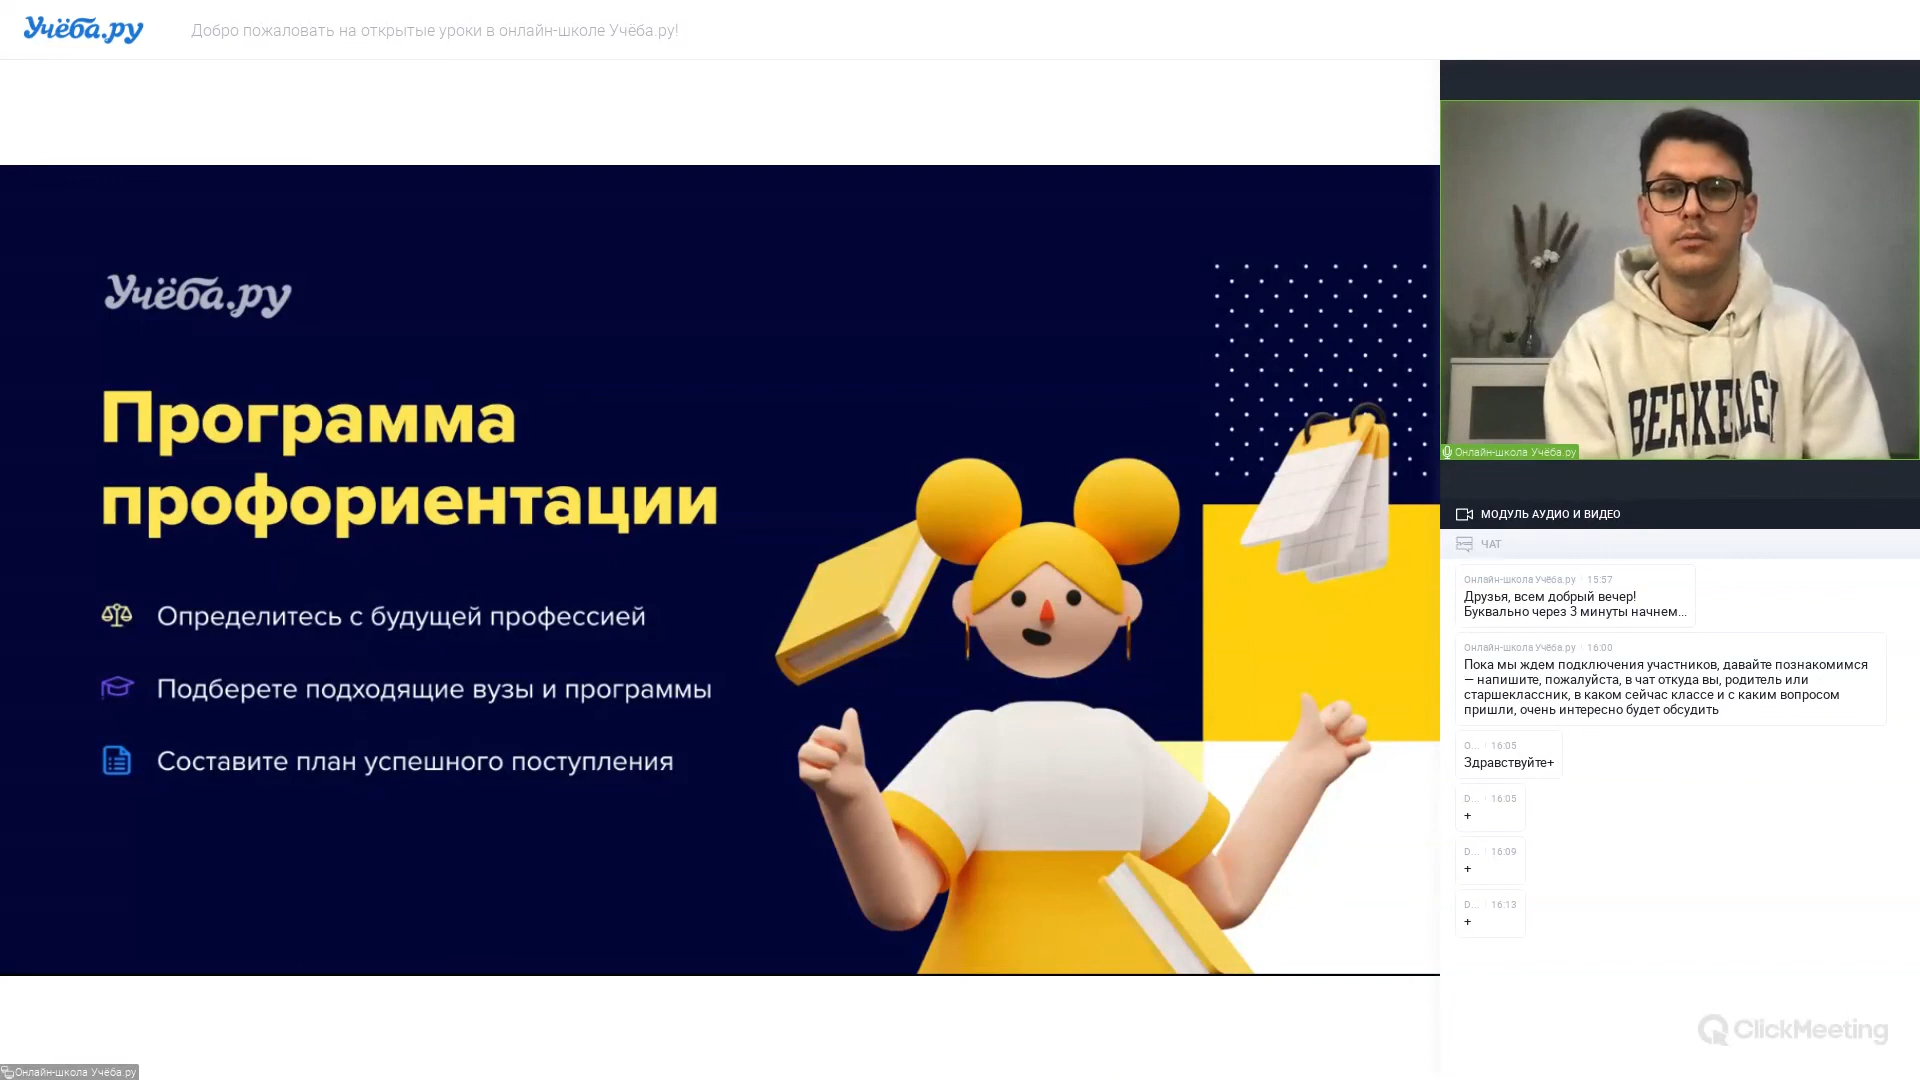 Учёба.ру
Добро пожаловать на открытые уроки в онлайн-школе Учёба.ру!
Учёба.ру
Программа
профориентации
Определитесь с будущей профессией
Подберете подходящие вузы и программы
Составите план успешного поступления
BERKELEY
Онлайн-школа Учёба.ру
МОДУЛЬ АУДИО И ВИДЕО
ЧАТ
Онлайн-школа Учёба.ру 15:57
Друзья, всем добрый вечер!
Буквально через 3 минуты начнем...
Онлайн-школа Учёба.ру 16:00
Пока мы ждем подключения участников, давайте познакомимся
— напишите, пожалуйста, в чат откуда вы, родитель или
старшеклассник, в каком сейчас классе и с каким вопросом
пришли, очень интересно будет обсудить
О... 16:05
Здравствуйте+
D... 16:05
+
D... 16:09
+
D... 16:13
+
ClickMeeting
Онлайн-школа Учёба.ру